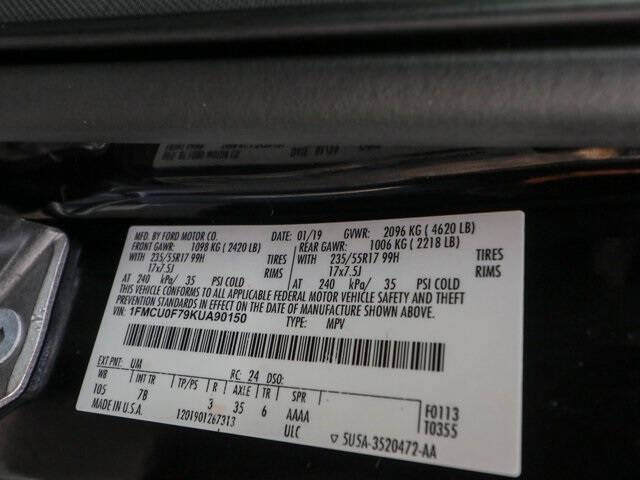 MFD. BY FORD MOTOR CO. DATE: 01/19 GVWR: 2096 KG ( 4620 LB)
FRONT GAWR: 1098 KG ( 2420 LB) REAR GAWR: 1006 KG ( 2218 LB)
WITH 235/55R17 99H TIRES WITH 235/55R17 99H TIRES
17x7.5J RIMS 17x7.5J RIMS
AT 240 kPa/ 35 PSI COLD AT 240 kPa/ 35 PSI COLD
THIS VEHICLE CONFORMS TO ALL APPLICABLE FEDERAL MOTOR VEHICLE SAFETY AND THEFT
PREVENTION STANDARDS IN EFFECT ON THE DATE OF MANUFACTURE SHOWN ABOVE.
VIN: 1FMCU0F79KUA90150 TYPE: MPV
EXT PNT: UM RC: 24 DSO:
WB INT TR TP/PS R AXLE TR SPR
105 7B 3 35 6 AAAA F0113
MADE IN U.S.A. 1201901267313 ULC T0355
▽ 5U5A-3520472-AA